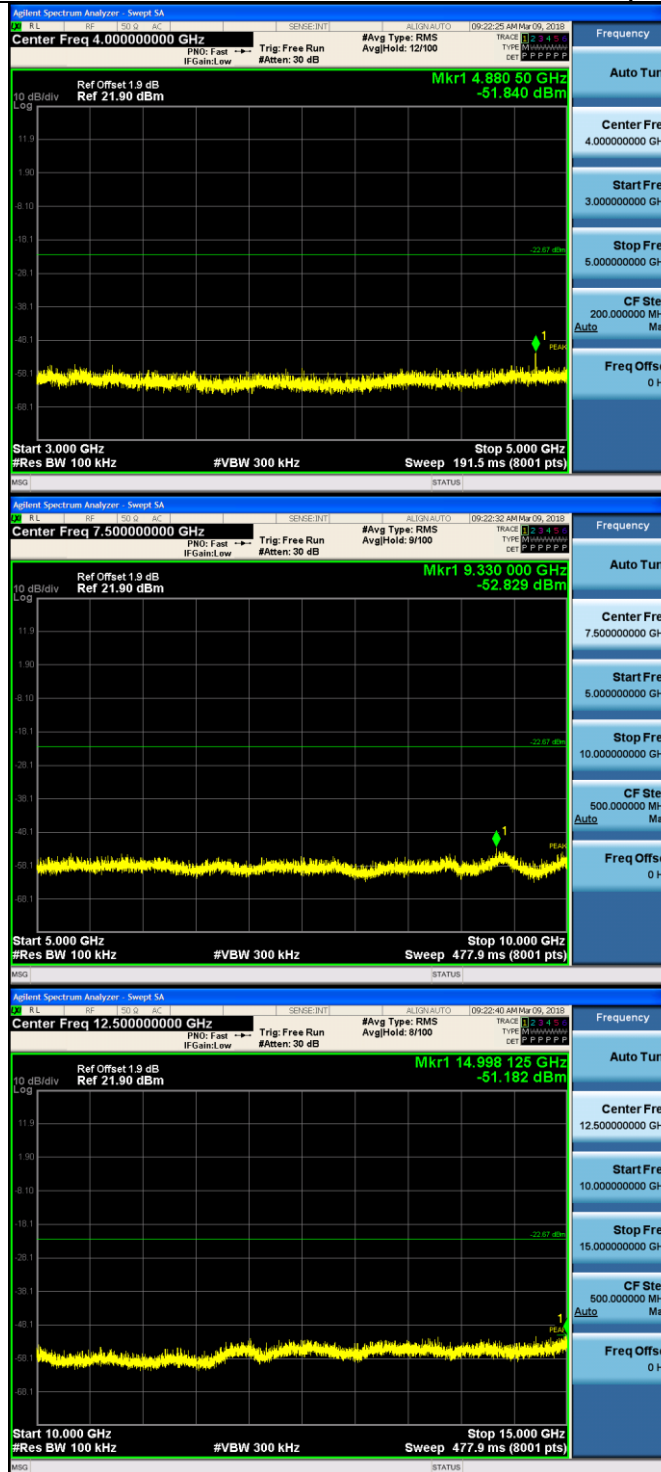 Agilent Spectrum Analyzer - Swept SA
RL RF 50 Ω AC SENSE:INT ALIGNAUTO 09:22:25 AM Mar 09, 2018
Center Freq 4.000000000 GHz
PNO: Fast
IFGain:Low
Trig: Free Run
#Atten: 30 dB
#Avg Type: RMS
Avg|Hold: 12/100
TRACE 1 2 3 4 5 6
TYPE M
DET P P P P P P
Ref Offset 1.9 dB
10 dB/div Ref 21.90 dBm
Log
Mkr1 4.880 50 GHz
-51.840 dBm
11.9
1.90
-8.10
-18.1
-22.67 dBm
-28.1
-38.1
-48.1
1
PEAK
-58.1
-68.1
Start 3.000 GHz Stop 5.000 GHz
#Res BW 100 kHz #VBW 300 kHz Sweep 191.5 ms (8001 pts)
MSG STATUS
Frequency
Auto Tun
Center Fre
4.000000000 GH
Start Fre
3.000000000 GH
Stop Fre
5.000000000 GH
CF Ste
200.000000 MH
Auto Ma
Freq Offse
0 H
Agilent Spectrum Analyzer - Swept SA
RL RF 50 Ω AC SENSE:INT ALIGNAUTO 09:22:32 AM Mar 09, 2018
Center Freq 7.500000000 GHz
PNO: Fast
IFGain:Low
Trig: Free Run
#Atten: 30 dB
#Avg Type: RMS
Avg|Hold: 9/100
TRACE 1 2 3 4 5 6
TYPE M
DET P P P P P P
Ref Offset 1.9 dB
10 dB/div Ref 21.90 dBm
Log
Mkr1 9.330 000 GHz
-52.829 dBm
11.9
1.90
-8.10
-18.1
-22.67 dBm
-28.1
-38.1
-48.1
1
PEAK
-58.1
-68.1
Start 5.000 GHz Stop 10.000 GHz
#Res BW 100 kHz #VBW 300 kHz Sweep 477.9 ms (8001 pts)
MSG STATUS
Frequency
Auto Tun
Center Fre
7.500000000 GH
Start Fre
5.000000000 GH
Stop Fre
10.000000000 GH
CF Ste
500.000000 MH
Auto Ma
Freq Offse
0 H
Agilent Spectrum Analyzer - Swept SA
RL RF 50 Ω AC SENSE:INT ALIGNAUTO 09:22:40 AM Mar 09, 2018
Center Freq 12.500000000 GHz
PNO: Fast
IFGain:Low
Trig: Free Run
#Atten: 30 dB
#Avg Type: RMS
Avg|Hold: 8/100
TRACE 1 2 3 4 5 6
TYPE M
DET P P P P P P
Ref Offset 1.9 dB
10 dB/div Ref 21.90 dBm
Log
Mkr1 14.998 125 GHz
-51.182 dBm
11.9
1.90
-8.10
-18.1
-22.67 dBm
-28.1
-38.1
-48.1
1
PEAK
-58.1
-68.1
Start 10.000 GHz Stop 15.000 GHz
#Res BW 100 kHz #VBW 300 kHz Sweep 477.9 ms (8001 pts)
MSG STATUS
Frequency
Auto Tun
Center Fre
12.500000000 GH
Start Fre
10.000000000 GH
Stop Fre
15.000000000 GH
CF Ste
500.000000 MH
Auto Ma
Freq Offse
0 H